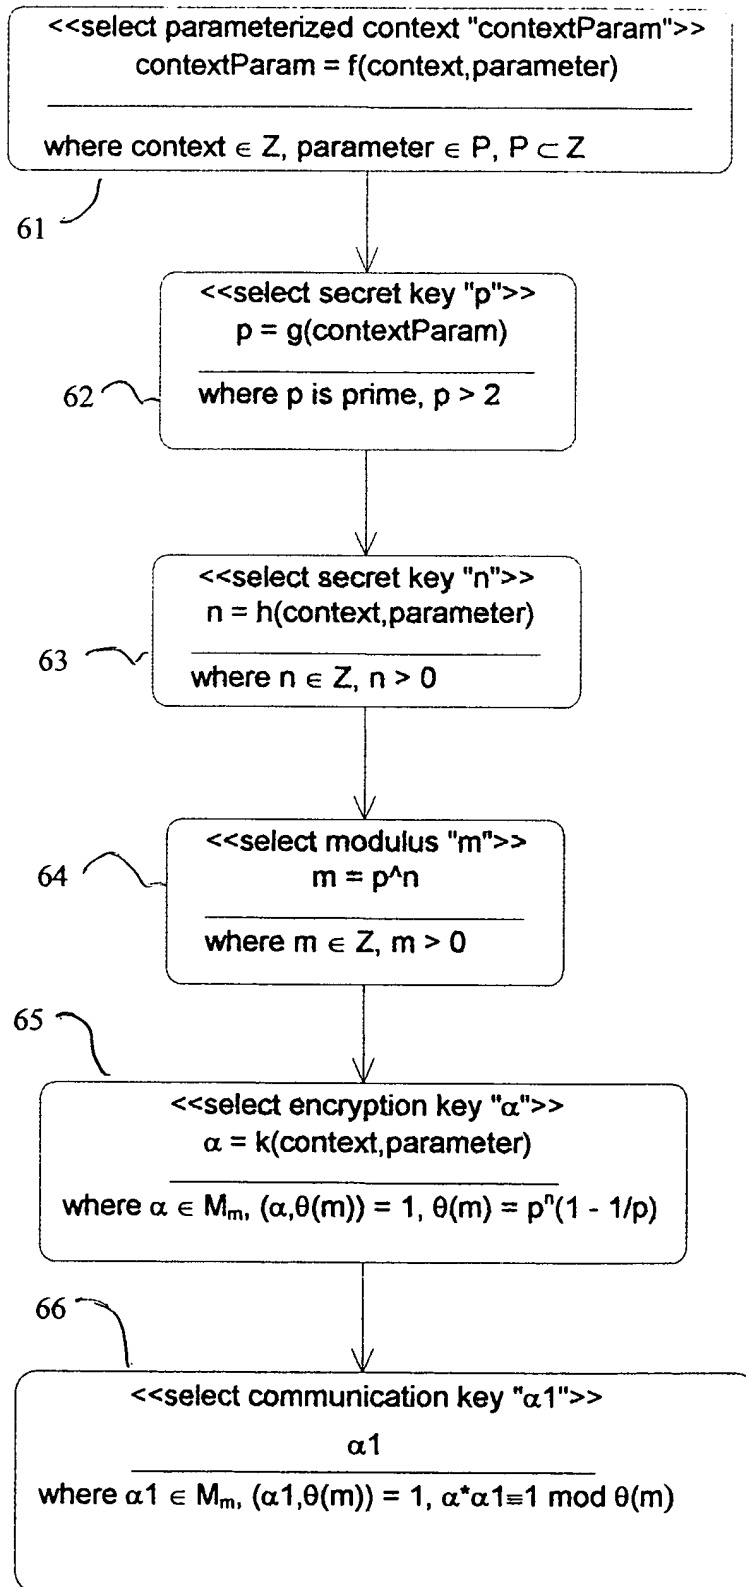 <<select parameterized context "contextParam">>
contextParam = f(context,parameter)
where context ∈ Z, parameter ∈ P, P ⊂ Z
61
<<select secret key "p">>
p = g(contextParam)
where p is prime, p > 2
62
<<select secret key "n">>
n = h(context,parameter)
where n ∈ Z, n > 0
63
<<select modulus "m">>
m = p^n
where m ∈ Z, m > 0
64
65
<<select encryption key "α">>
α = k(context,parameter)
where α ∈ Mₘ, (α,θ(m)) = 1, θ(m) = pⁿ(1 - 1/p)
66
<<select communication key "α1">>
α1
where α1 ∈ Mₘ, (α1,θ(m)) = 1, α*α1≡1 mod θ(m)